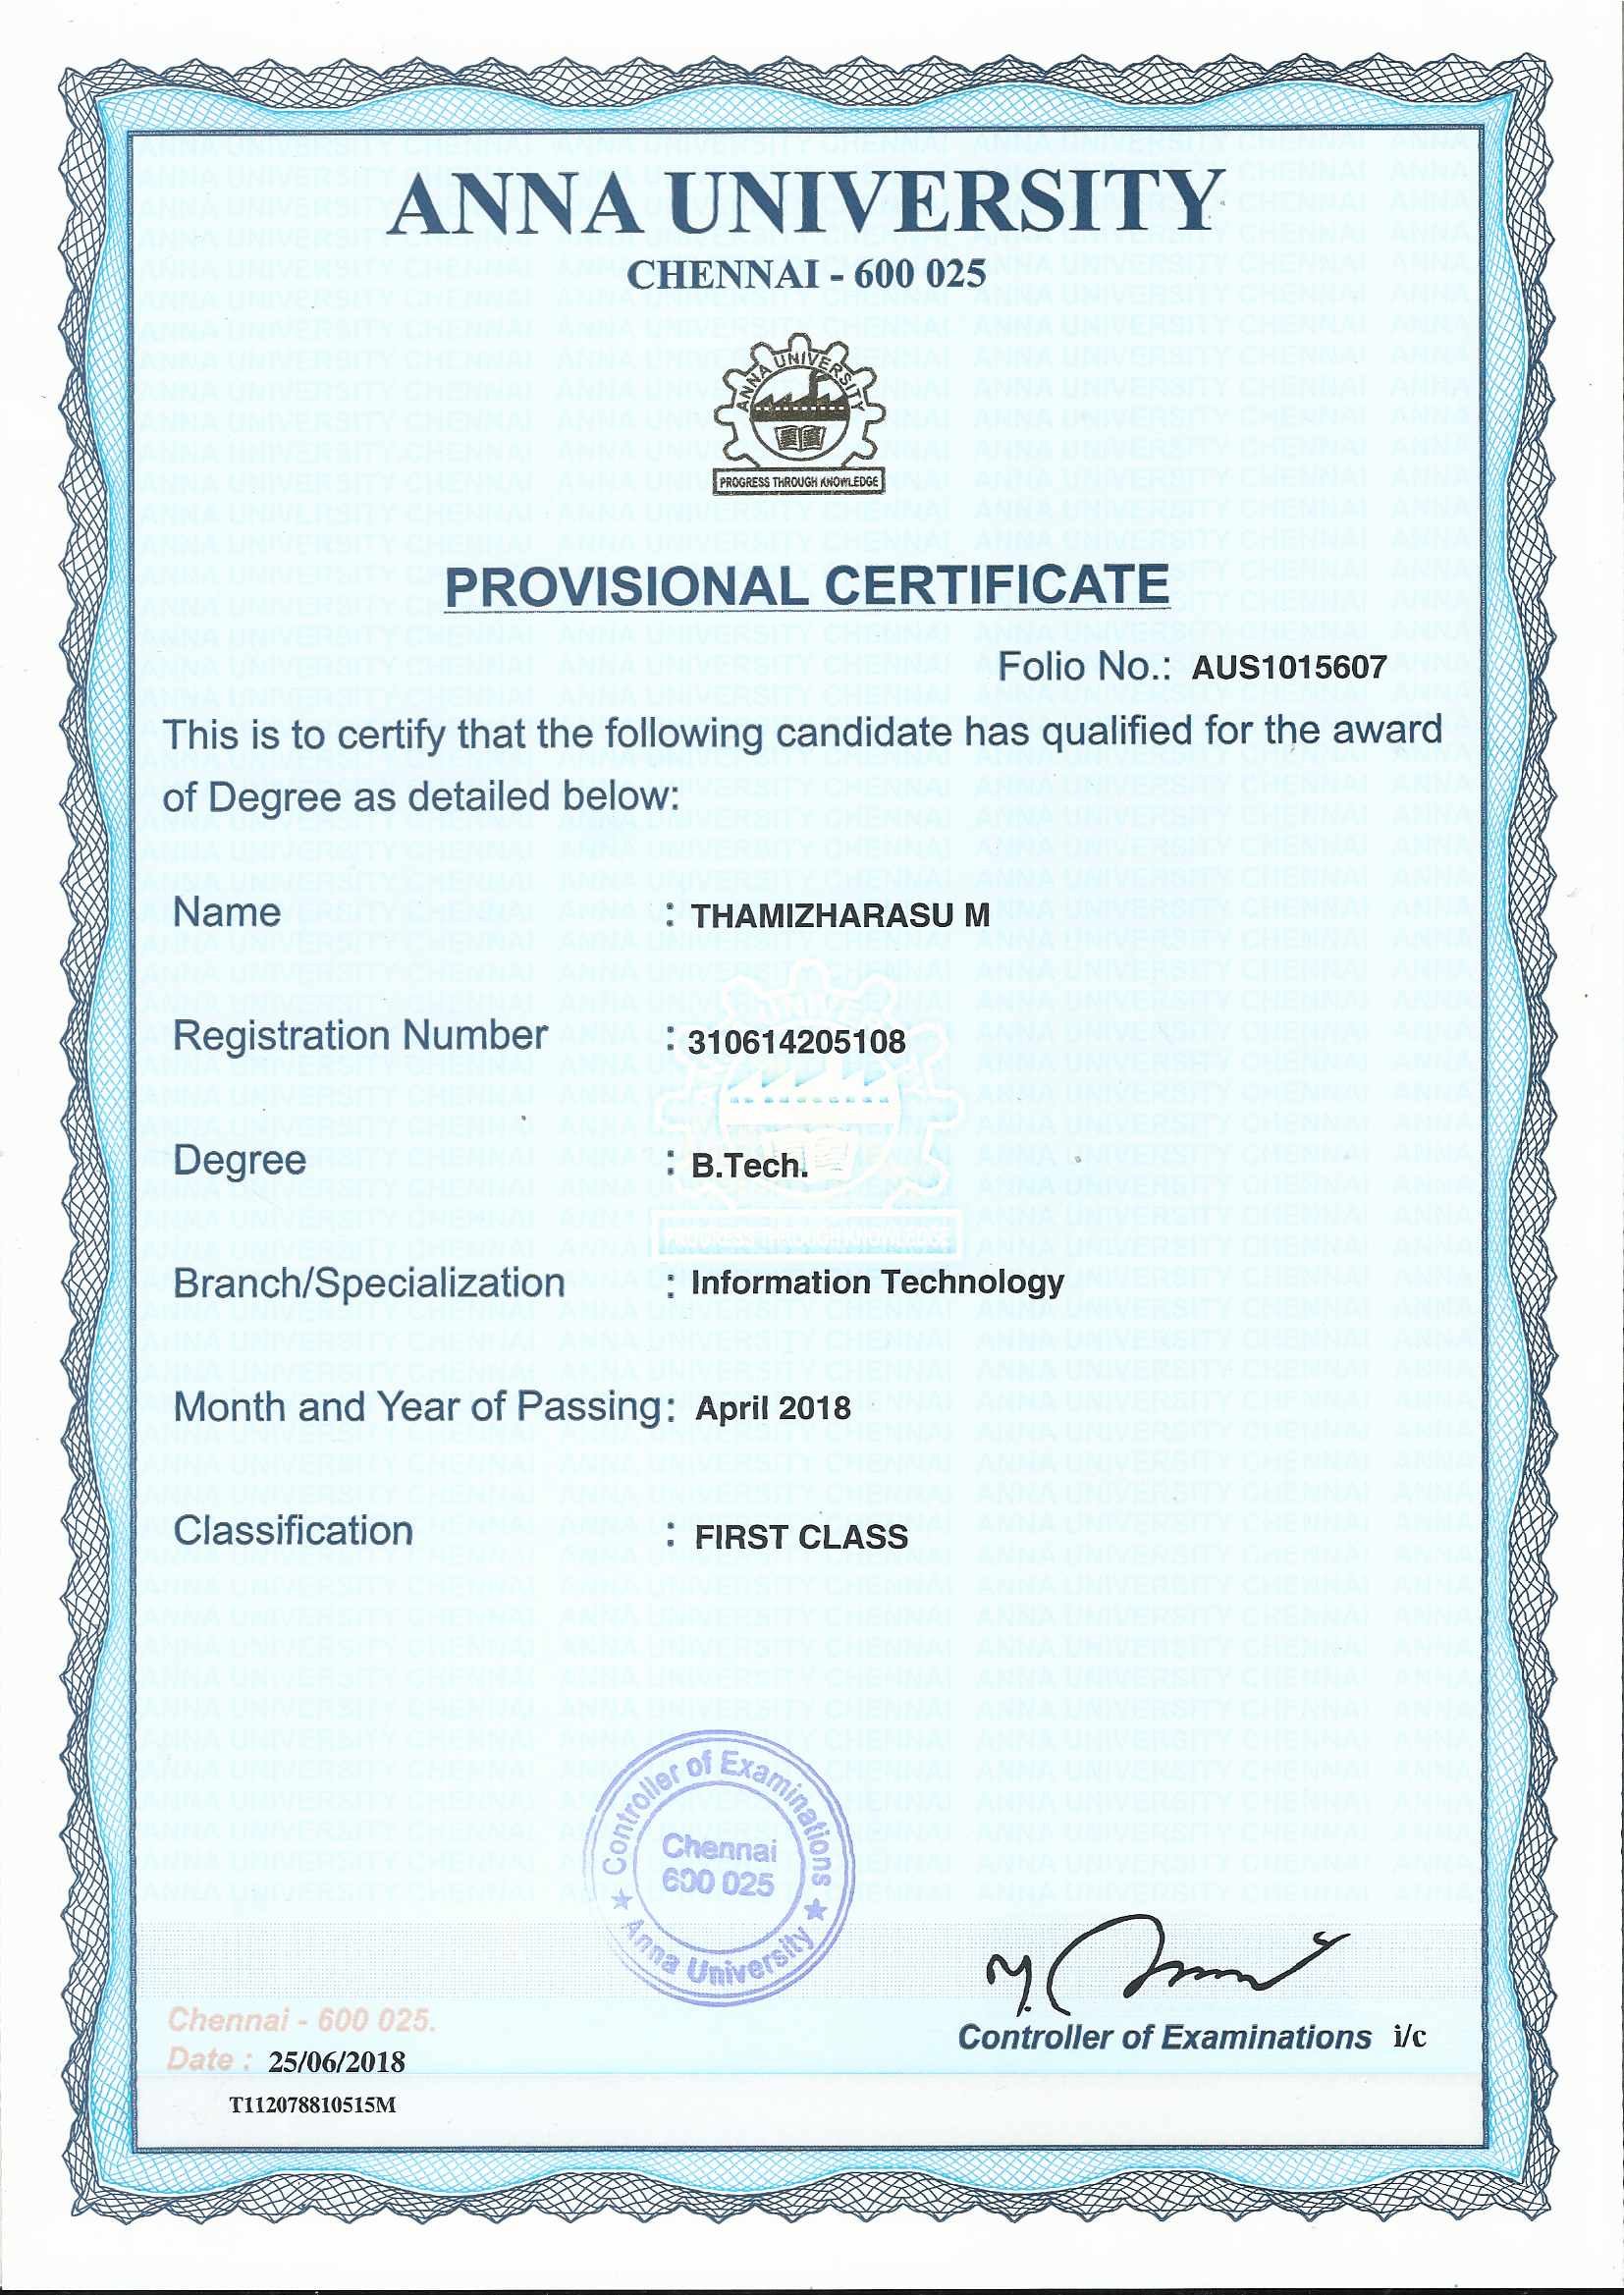 ANNA UNIVERSITY
CHENNAI - 600 025
ANNA UNIVERSITY
PROGRESS THROUGH KNOWLEDGE
PROVISIONAL CERTIFICATE
Folio No.: AUS1015607
This is to certify that the following candidate has qualified for the award
of Degree as detailed below:
Name : THAMIZHARASU M
Registration Number : 310614205108
Degree : B.Tech.
Branch/Specialization : Information Technology
Month and Year of Passing: April 2018
Classification : FIRST CLASS
Controller of Examinations
Chennai
600 025
Anna University
Chennai - 600 025.
Controller of Examinations i/c
Date : 25/06/2018
T112078810515M